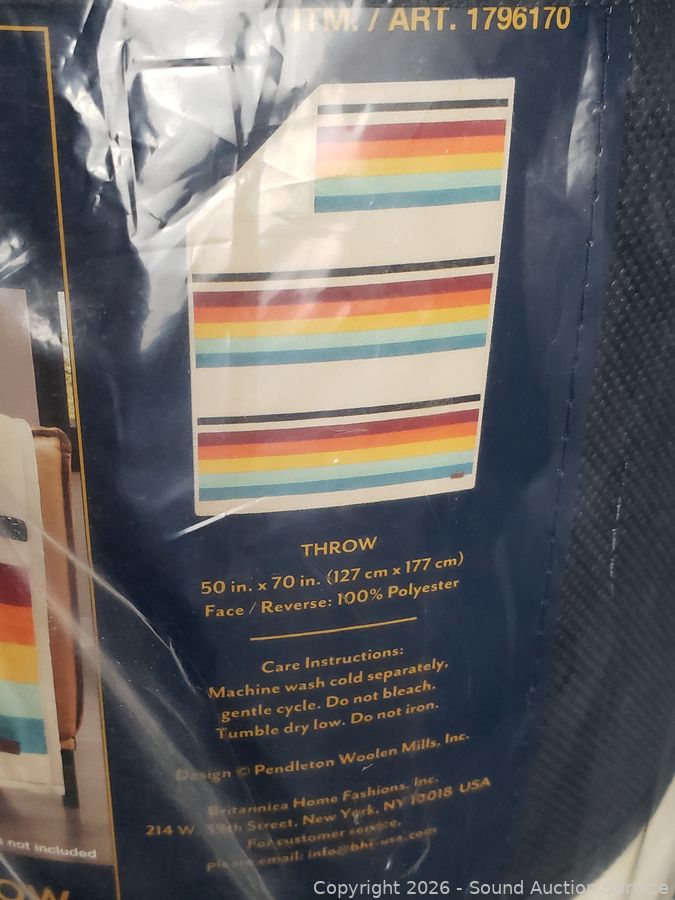 ITM. / ART. 1796170
THROW
50 in. x 70 in. (127 cm x 177 cm)
Face / Reverse: 100% Polyester
Care Instructions:
Machine wash cold separately,
gentle cycle. Do not bleach.
Tumble dry low. Do not iron.
Design © Pendleton Woolen Mills, Inc.
Britannica Home Fashions, Inc.
214 W. 39th Street, New York, NY 10018 USA
For customer service,
please email: info@bhf-usa.com
not included
OW
Copyright 2026 - Sound Auction Service